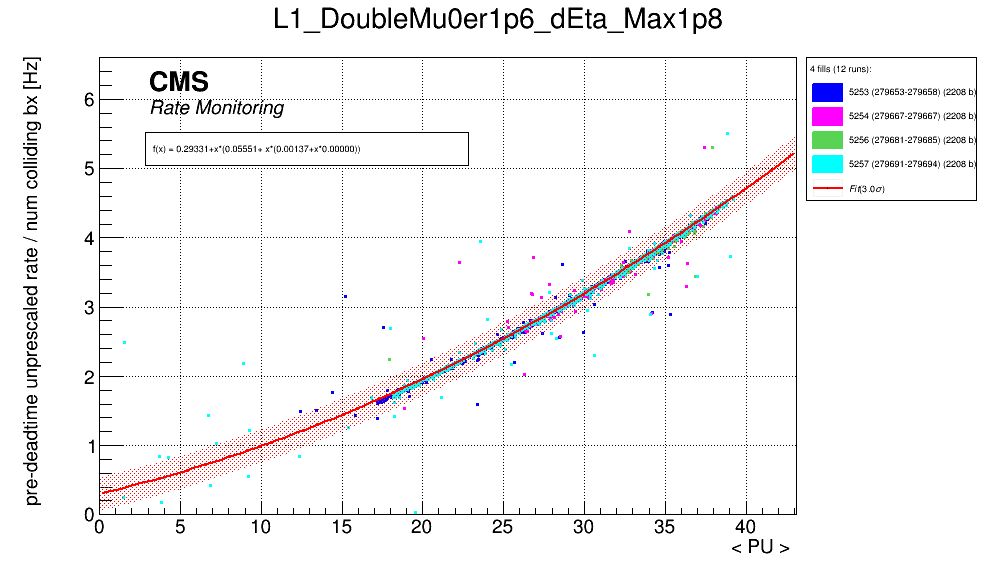 L1_DoubleMu0er1p6_dEta_Max1p8
pre-deadtime unprescaled rate / num colliding bx [Hz]
CMS
Rate Monitoring
f(x) = 0.29331+x*(0.05551+ x*(0.00137+x*0.00000))
6
5
4
3
2
1
0
0 5 10 15 20 25 30 35 40
< PU >
4 fills (12 runs):
5253 (279653-279658) (2208 b)
5254 (279667-279667) (2208 b)
5256 (279681-279685) (2208 b)
5257 (279691-279694) (2208 b)
Fit(3.0σ)